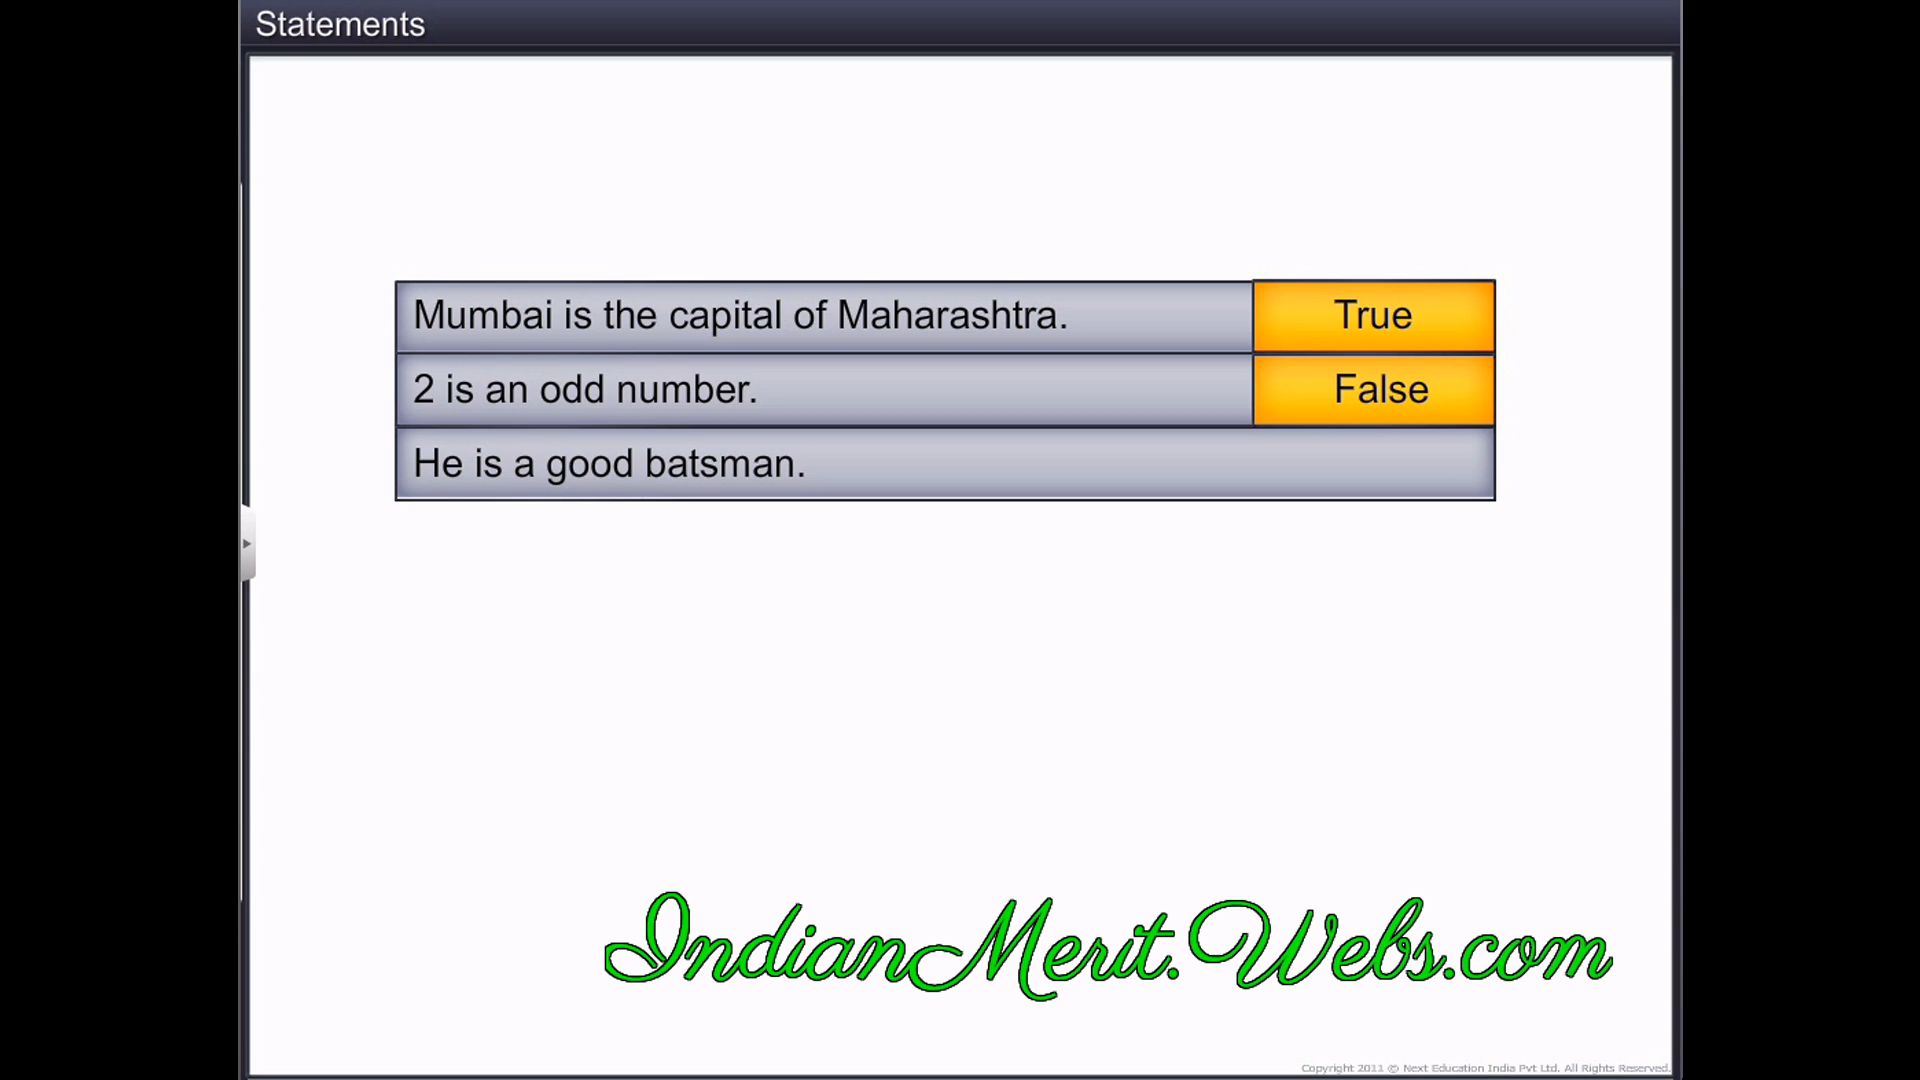 Statements
Mumbai is the capital of Maharashtra. True
2 is an odd number. False
He is a good batsman.
IndianMerit.Webs.com
Copyright 2011 © Next Education India Pvt Ltd. All Rights Reserved.